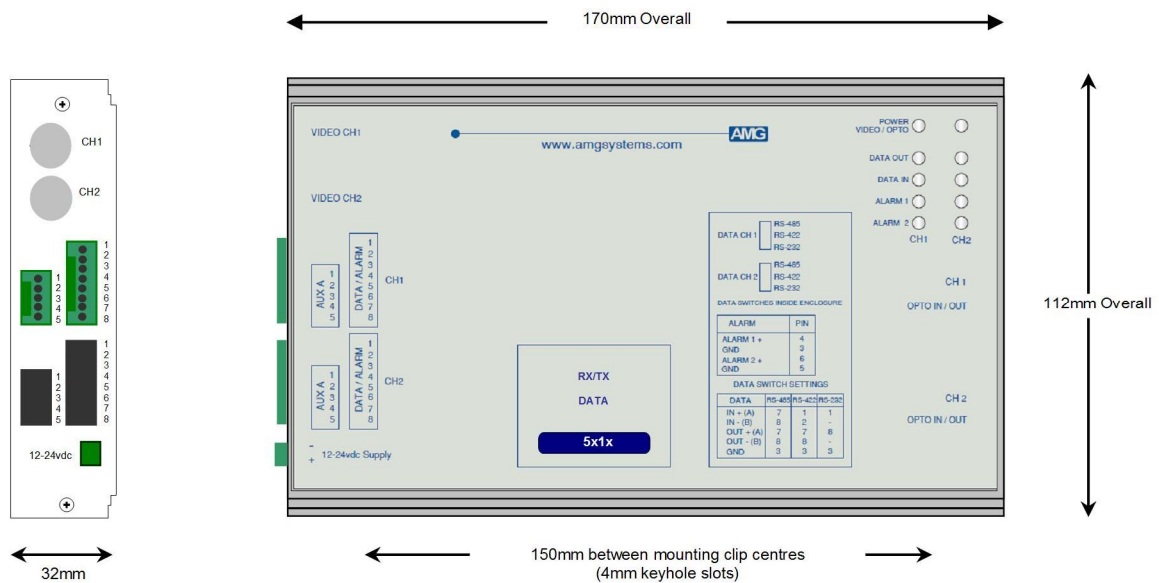 170mm Overall
CH1
CH2
1
2
3
4
5
6
7
8
1
2
3
4
5
1
2
3
4
5
6
7
8
1
2
3
4
5
12-24vdc
32mm
VIDEO CH1
www.amgsystems.com
AMG
VIDEO CH2
POWER
VIDEO / OPTO
DATA OUT
DATA IN
ALARM 1
ALARM 2
CH1 CH2
AUX A
1
2
3
4
5
DATA / ALARM
1
2
3
4
5
6
7
8
CH1
AUX A
1
2
3
4
5
DATA / ALARM
1
2
3
4
5
6
7
8
CH2
-
+ 12-24vdc Supply
RX/TX
DATA
5x1x
DATA CH 1
RS-485
RS-422
RS-232
DATA CH 2
RS-485
RS-422
RS-232
DATA SWITCHES INSIDE ENCLOSURE
ALARM PIN
ALARM 1 + 4
GND 3
ALARM 2 + 6
GND 5
DATA SWITCH SETTINGS
DATA RS-485 RS-422 RS-232
IN + (A) 7 1 1
IN - (B) 8 2 -
OUT + (A) 7 7 8
OUT - (B) 8 8 -
GND 3 3 3
CH 1
OPTO IN / OUT
CH 2
OPTO IN / OUT
112mm Overall
150mm between mounting clip centres
(4mm keyhole slots)